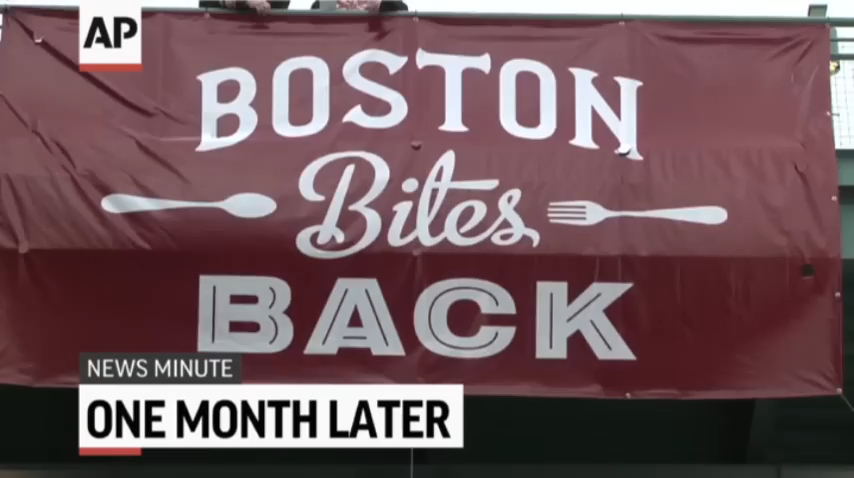 AP
BOSTON
Bites
BACK
NEWS MINUTE
ONE MONTH LATER